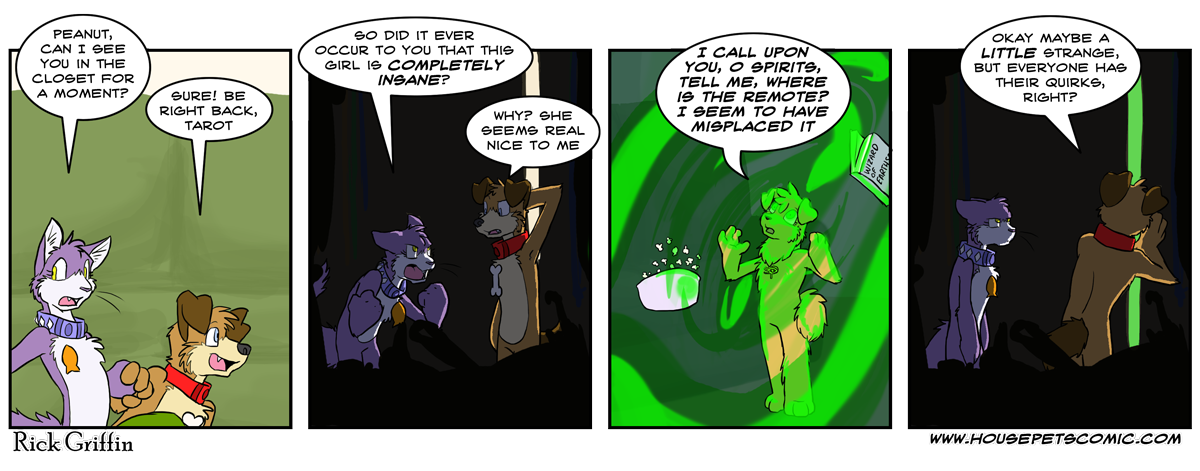 PEANUT,
CAN I SEE
YOU IN THE
CLOSET FOR
A MOMENT?
SURE! BE
RIGHT BACK,
TAROT
SO DID IT EVER
OCCUR TO YOU THAT THIS
GIRL IS COMPLETELY
INSANE?
WHY? SHE
SEEMS REAL
NICE TO ME
I CALL UPON
YOU, O SPIRITS,
TELL ME, WHERE
IS THE REMOTE?
I SEEM TO HAVE
MISPLACED IT
WIZARD
OF
EARTHS
OKAY MAYBE A
LITTLE STRANGE,
BUT EVERYONE HAS
THEIR QUIRKS,
RIGHT?
Rick Griffin
WWW.HOUSEPETSCOMIC.COM